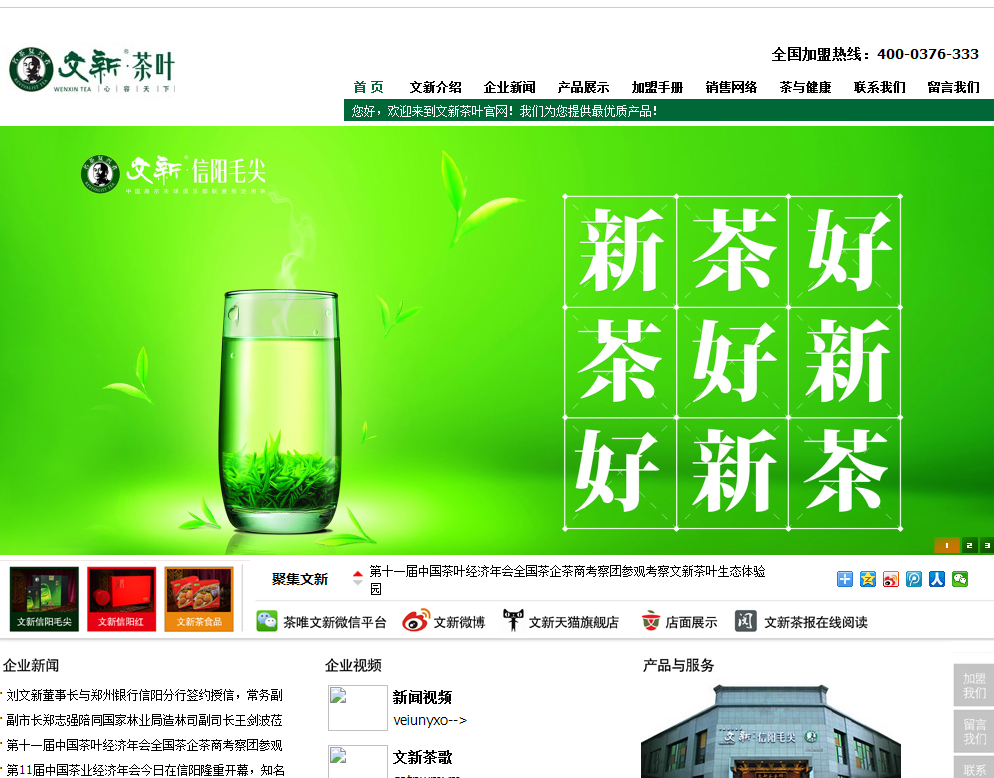 全国加盟热线：400-0376-333
文新·茶叶
WENXIN TEA 心 容 天 下
首 页 文新介绍 企业新闻 产品展示 加盟手册 销售网络 茶与健康 联系我们 留言我们
您好，欢迎来到文新茶叶官网！我们为您提供最优质产品！
文新·信阳毛尖
新茶好
茶好新
好新茶
1 2 3
聚集文新
第十一届中国茶叶经济年会全国茶企茶商考察团参观考察文新茶叶生态体验
园
文新信阳毛尖 文新信阳红 文新茶食品
茶唯文新微信平台 文新微博 文新天猫旗舰店 店面展示 闻 文新茶报在线阅读
企业新闻 企业视频 产品与服务
刘文新董事长与郑州银行信阳分行签约授信，常务副
副市长郑志强陪同国家林业局造林司副司长王剑波莅
第十一届中国茶叶经济年会全国茶企茶商考察团参观
第11届中国茶业经济年会今日在信阳隆重开幕，知名
新闻视频
veiunyxo-->
文新茶歌
文新·信阳毛尖
加盟
我们
留言
我们
联系